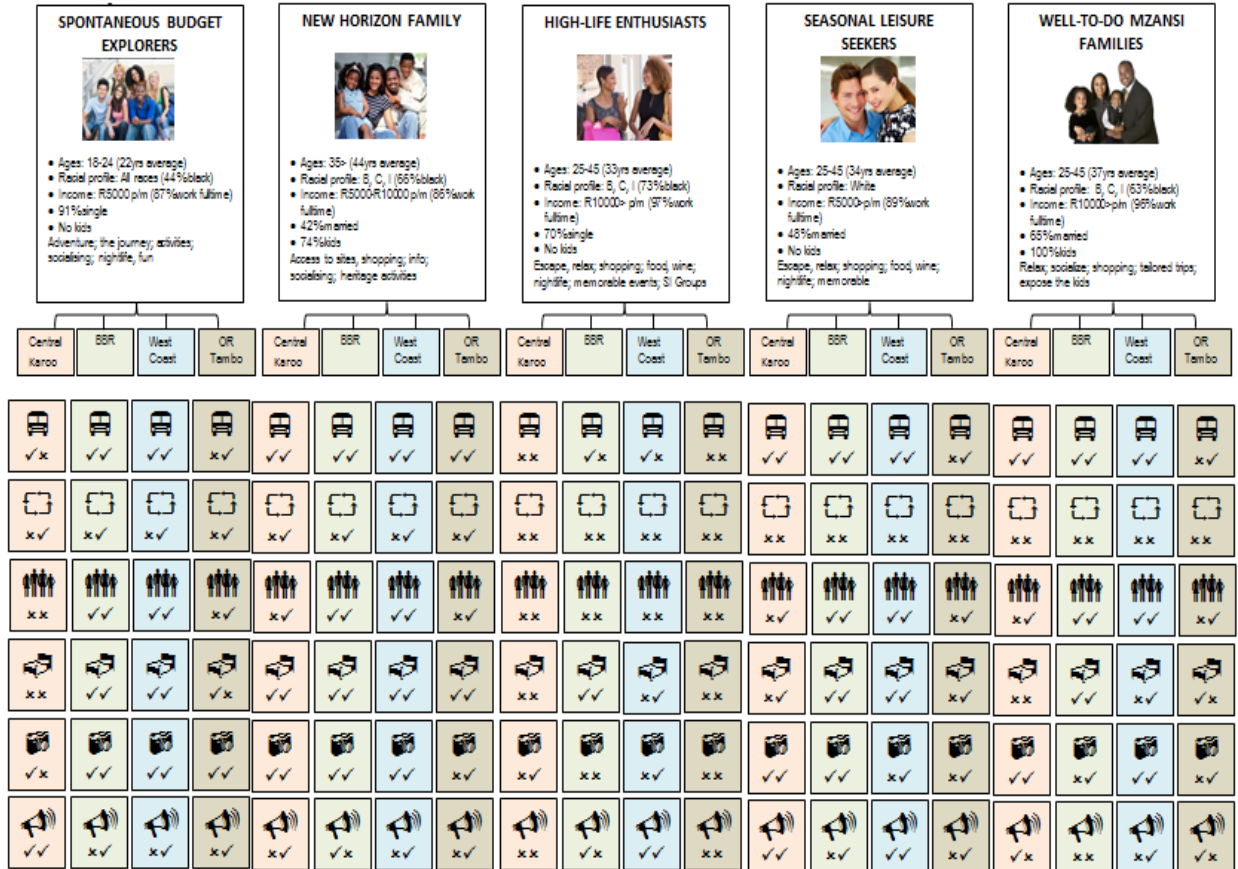 SPONTANEOUS BUDGET
EXPLORERS
• Ages: 18-24 (22yrs average)
• Racial profile: All races (44%black)
• Income: R5000 p/m (87%work fulltime)
• 91%single
• No kids
Adventure; the journey; activities;
socialising; nightlife, fun
NEW HORIZON FAMILY
• Ages: 35> (44yrs average)
• Racial profile: B, C, I (66%black)
• Income: R5000-R10000 p/m (86%work
fulltime)
• 42%married
• 74%kids
Access to sites, shopping; info;
socialising; heritage activities
HIGH-LIFE ENTHUSIASTS
• Ages: 25-45 (33yrs average)
• Racial profile: B, C, I (73%black)
• Income: R10000> p/m (97%work
fulltime)
• 70%single
• No kids
Escape, relax; shopping; food, wine;
nightlife; memorable events; SI Groups
SEASONAL LEISURE
SEEKERS
• Ages: 25-45 (34yrs average)
• Racial profile: White
• Income: R5000>p/m (89%work
fulltime)
• 48%married
• No kids
Escape, relax; shopping; food, wine;
nightlife; memorable
WELL-TO-DO MZANSI
FAMILIES
• Ages: 25-45 (37yrs average)
• Racial profile: B, C, I (63%black)
• Income: R10000>p/m (96%work
fulltime)
• 65%married
• 100%kids
Relax; socialize; shopping; tailored trips;
expose the kids
Central
Karoo
BBR
West
Coast
OR
Tambo
Central
Karoo
BBR
West
Coast
OR
Tambo
Central
Karoo
BBR
West
Coast
OR
Tambo
Central
Karoo
BBR
West
Coast
OR
Tambo
Central
Karoo
BBR
West
Coast
OR
Tambo